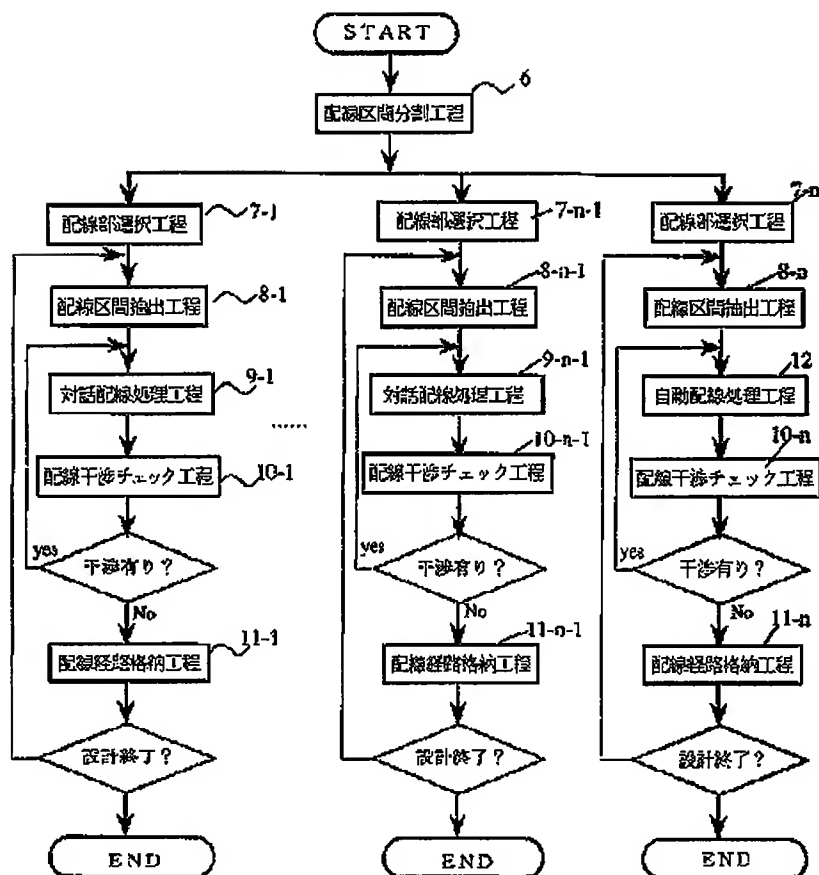 START
6
配線区間分割工程
配線部選択工程
7-1
配線区間抽出工程
8-1
対話配線処理工程
9-1
配線干渉チェック工程
10-1
yes
干渉有り?
No
11-1
配線経路格納工程
設計終了?
END
......
配線部選択工程
7-n-1
8-n-1
配線区間抽出工程
9-n-1
対話配線処理工程
10-n-1
配線干渉チェック工程
yes
干渉有り?
No
11-n-1
配線経路格納工程
設計終了?
END
7-n
配線部選択工程
8-n
配線区間抽出工程
12
自動配線処理工程
10-n
配線干渉チェック工程
yes
干渉有り?
No
11-n
配線経路格納工程
設計終了?
END